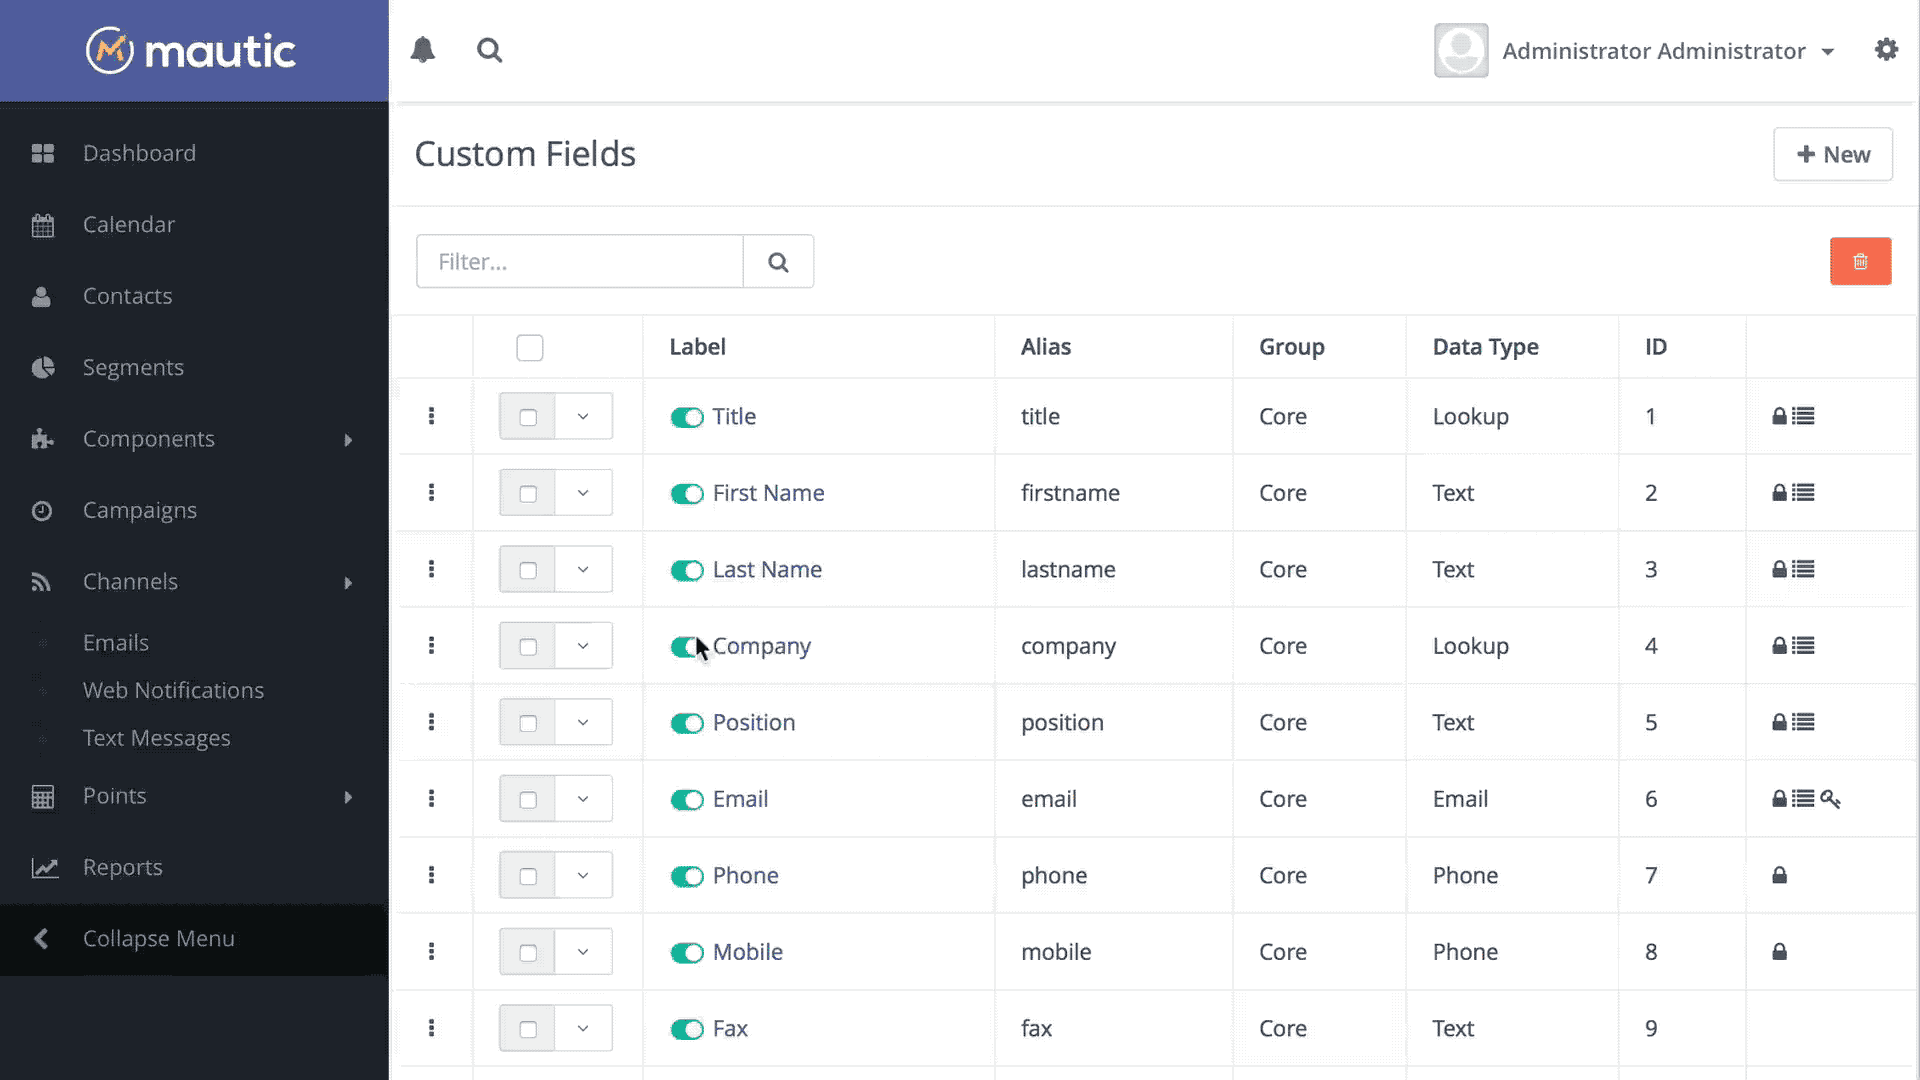 mautic
Administrator Administrator
Dashboard
Calendar
Contacts
Segments
Components
Campaigns
Channels
Emails
Web Notifications
Text Messages
Points
Reports
Collapse Menu
Custom Fields
New
Filter...
Label Alias Group Data Type ID
Title title Core Lookup 1
First Name firstname Core Text 2
Last Name lastname Core Text 3
Company company Core Lookup 4
Position position Core Text 5
Email email Core Email 6
Phone phone Core Phone 7
Mobile mobile Core Phone 8
Fax fax Core Text 9